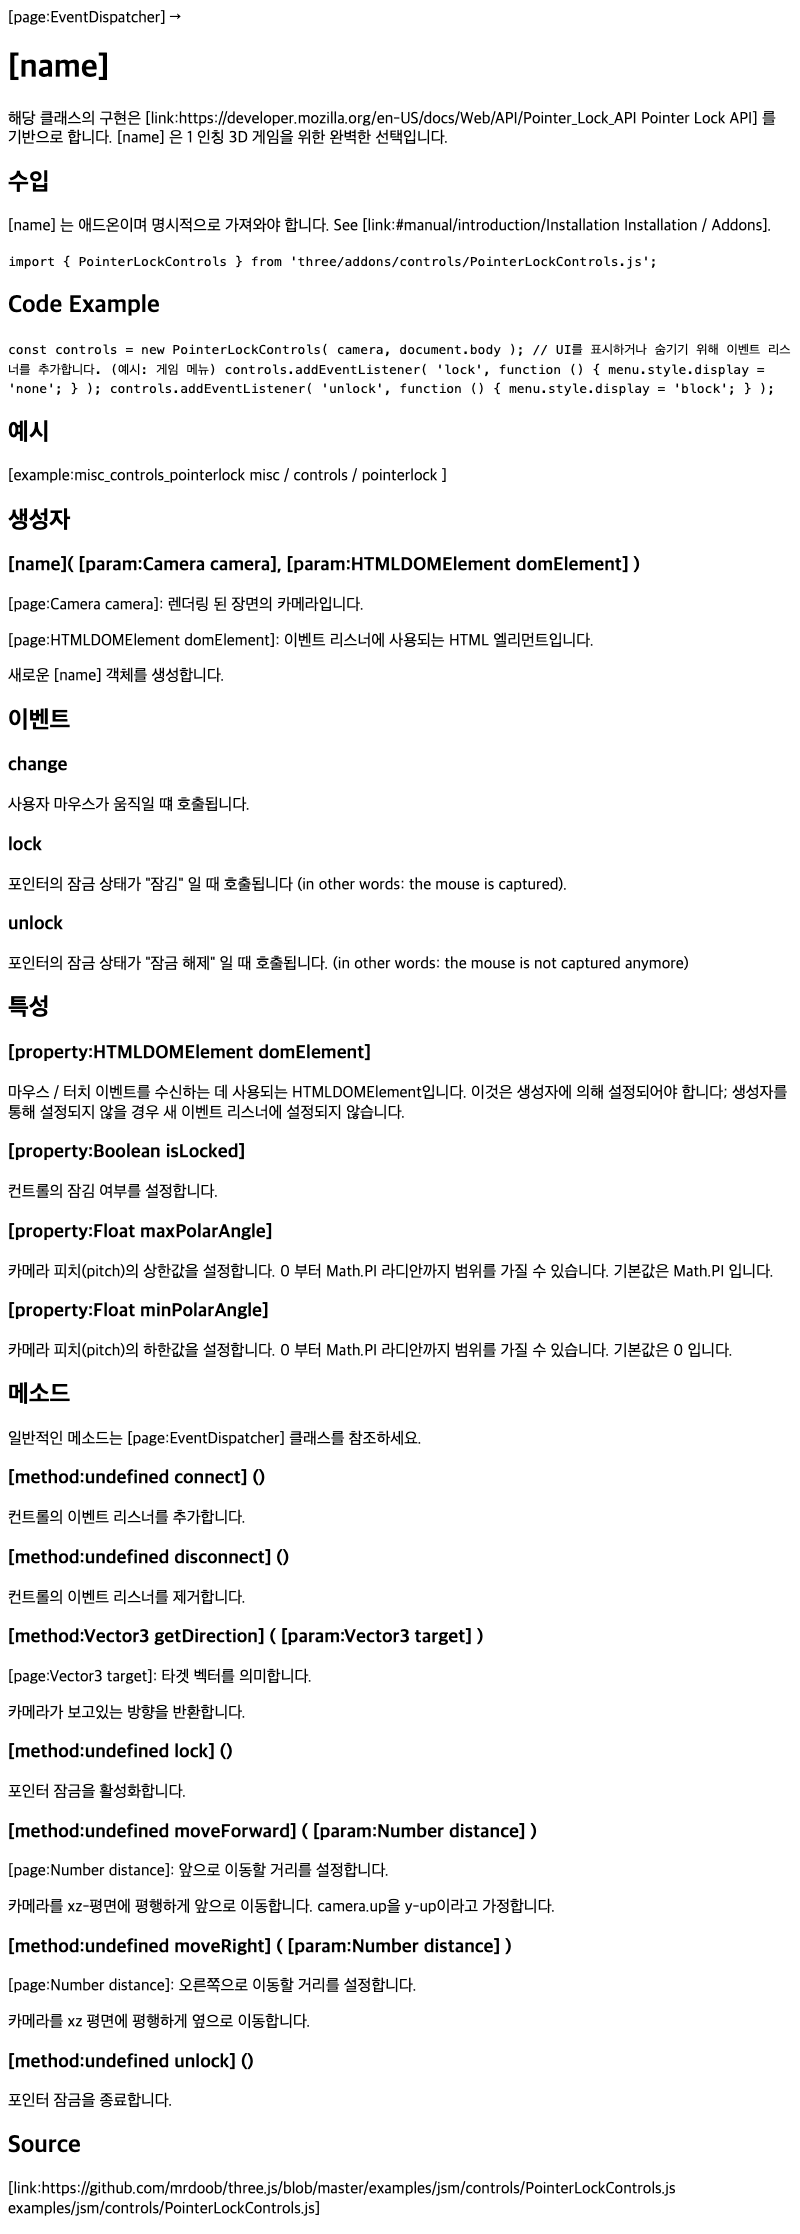 [page:EventDispatcher] →
[name]
해당 클래스의 구현은 [link:https://developer.mozilla.org/en-US/docs/Web/API/Pointer_Lock_API Pointer Lock API] 를
기반으로 합니다. [name] 은 1 인칭 3D 게임을 위한 완벽한 선택입니다.
수입
[name] 는 애드온이며 명시적으로 가져와야 합니다. See [link:#manual/introduction/Installation Installation / Addons].
import { PointerLockControls } from 'three/addons/controls/PointerLockControls.js';
Code Example
const controls = new PointerLockControls( camera, document.body ); // UI를 표시하거나 숨기기 위해 이벤트 리스
너를 추가합니다. (예시: 게임 메뉴) controls.addEventListener( 'lock', function () { menu.style.display =
'none'; } ); controls.addEventListener( 'unlock', function () { menu.style.display = 'block'; } );
예시
[example:misc_controls_pointerlock misc / controls / pointerlock ]
생성자
[name]( [param:Camera camera], [param:HTMLDOMElement domElement] )
[page:Camera camera]: 렌더링 된 장면의 카메라입니다.
[page:HTMLDOMElement domElement]: 이벤트 리스너에 사용되는 HTML 엘리먼트입니다.
새로운 [name] 객체를 생성합니다.
이벤트
change
사용자 마우스가 움직일 떄 호출됩니다.
lock
포인터의 잠금 상태가 "잠김" 일 때 호출됩니다 (in other words: the mouse is captured).
unlock
포인터의 잠금 상태가 "잠금 해제" 일 때 호출됩니다. (in other words: the mouse is not captured anymore)
특성
[property:HTMLDOMElement domElement]
마우스 / 터치 이벤트를 수신하는 데 사용되는 HTMLDOMElement입니다. 이것은 생성자에 의해 설정되어야 합니다; 생성자를
통해 설정되지 않을 경우 새 이벤트 리스너에 설정되지 않습니다.
[property:Boolean isLocked]
컨트롤의 잠김 여부를 설정합니다.
[property:Float maxPolarAngle]
카메라 피치(pitch)의 상한값을 설정합니다. 0 부터 Math.PI 라디안까지 범위를 가질 수 있습니다. 기본값은 Math.PI 입니다.
[property:Float minPolarAngle]
카메라 피치(pitch)의 하한값을 설정합니다. 0 부터 Math.PI 라디안까지 범위를 가질 수 있습니다. 기본값은 0 입니다.
메소드
일반적인 메소드는 [page:EventDispatcher] 클래스를 참조하세요.
[method:undefined connect] ()
컨트롤의 이벤트 리스너를 추가합니다.
[method:undefined disconnect] ()
컨트롤의 이벤트 리스너를 제거합니다.
[method:Vector3 getDirection] ( [param:Vector3 target] )
[page:Vector3 target]: 타겟 벡터를 의미합니다.
카메라가 보고있는 방향을 반환합니다.
[method:undefined lock] ()
포인터 잠금을 활성화합니다.
[method:undefined moveForward] ( [param:Number distance] )
[page:Number distance]: 앞으로 이동할 거리를 설정합니다.
카메라를 xz-평면에 평행하게 앞으로 이동합니다. camera.up을 y-up이라고 가정합니다.
[method:undefined moveRight] ( [param:Number distance] )
[page:Number distance]: 오른쪽으로 이동할 거리를 설정합니다.
카메라를 xz 평면에 평행하게 옆으로 이동합니다.
[method:undefined unlock] ()
포인터 잠금을 종료합니다.
Source
[link:https://github.com/mrdoob/three.js/blob/master/examples/jsm/controls/PointerLockControls.js
examples/jsm/controls/PointerLockControls.js]